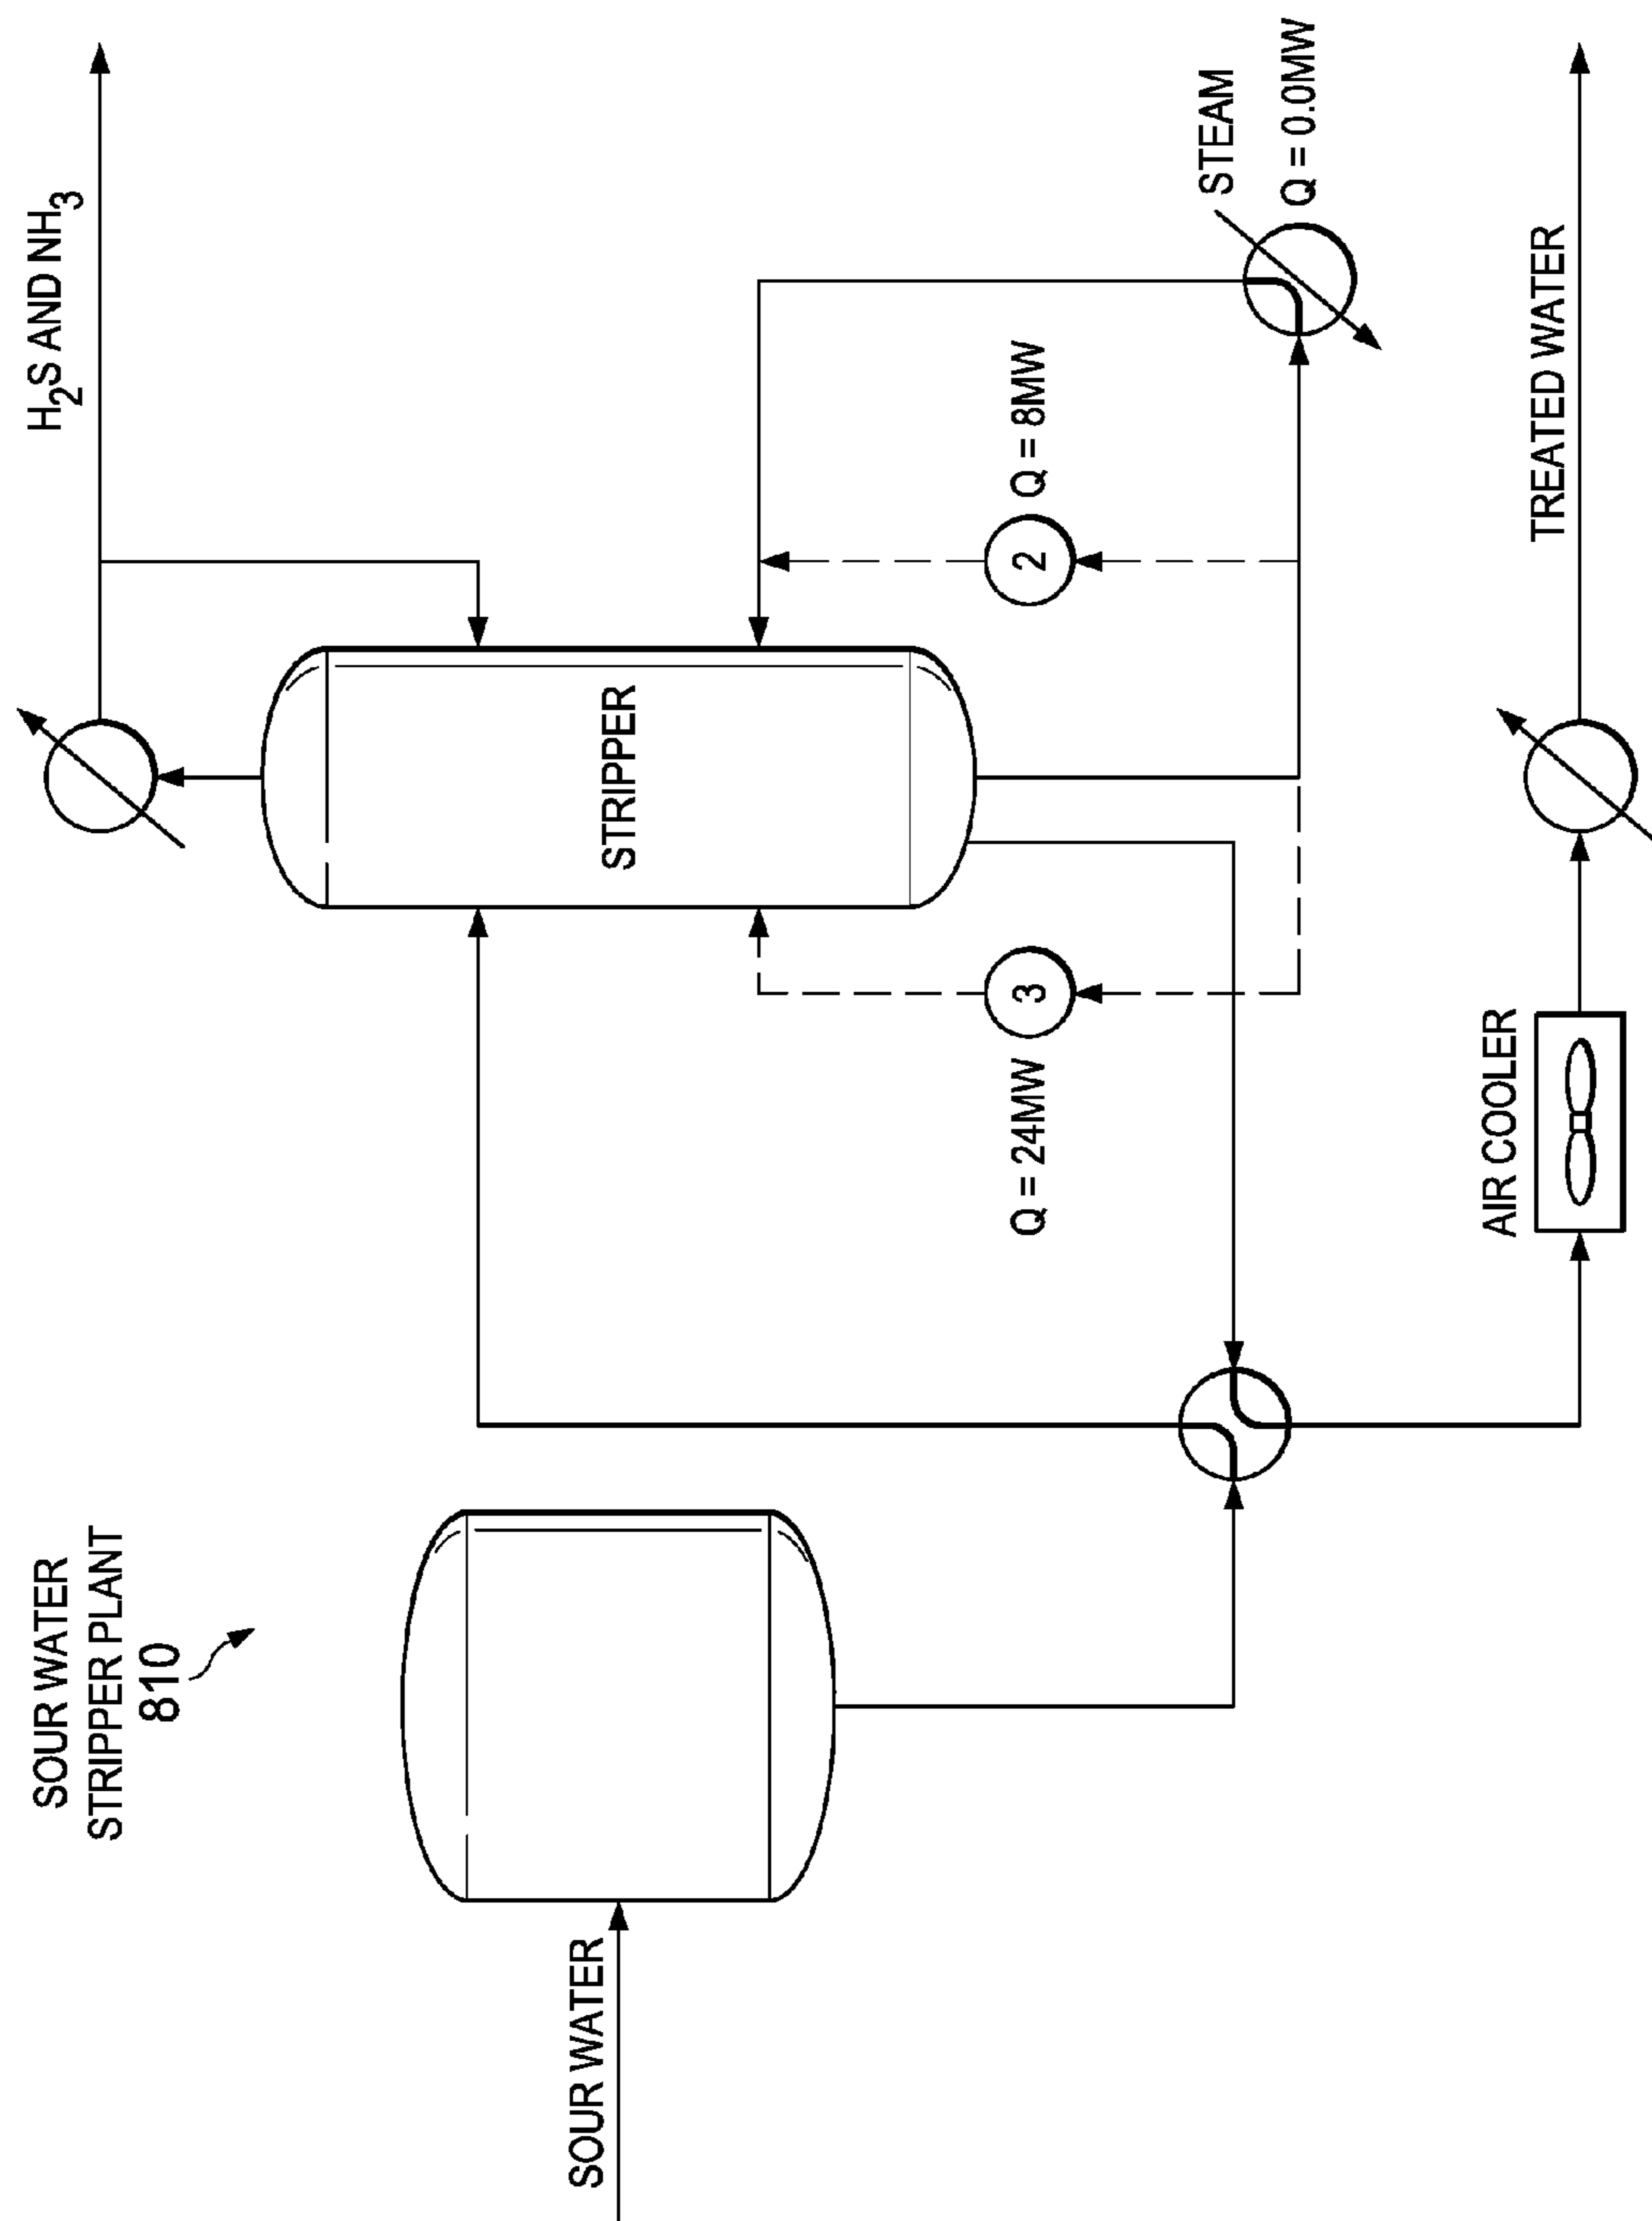 SOUR WATER
STRIPPER PLANT
810
SOUR WATER
H2S AND NH3
STRIPPER
Q = 24MW
3
2
Q = 8MW
STEAM
Q = 0.0MW
AIR COOLER
TREATED WATER